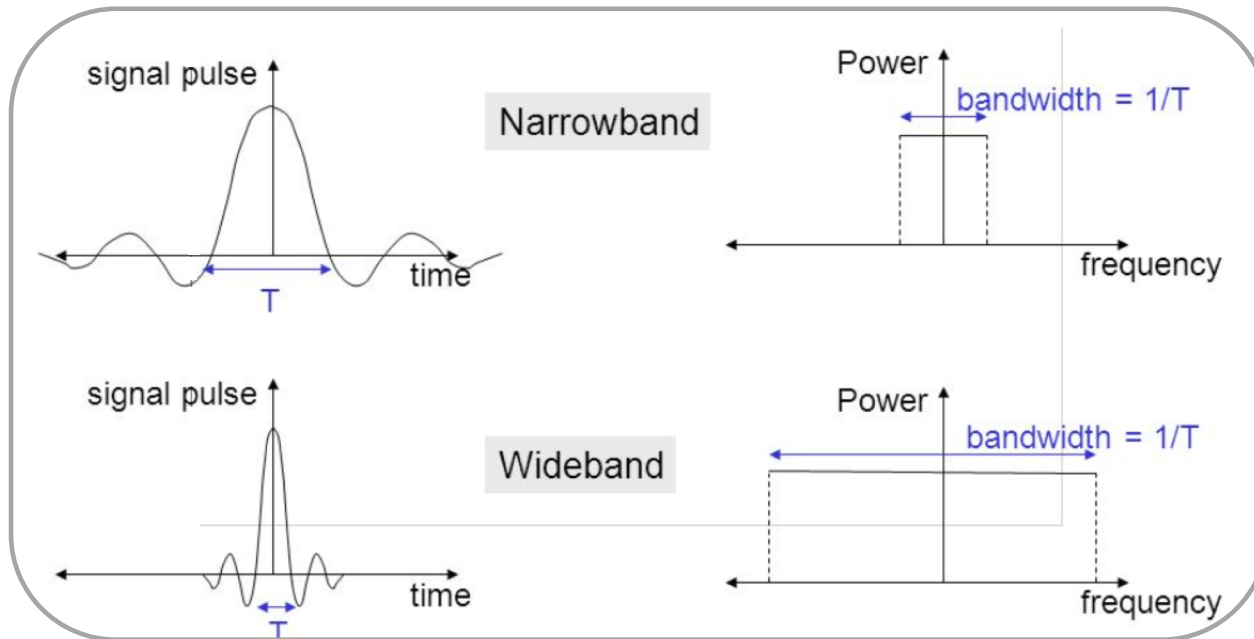 signal pulse
Power
bandwidth = 1/T
Narrowband
time
T
frequency
signal pulse
Power
bandwidth = 1/T
Wideband
time
T
frequency